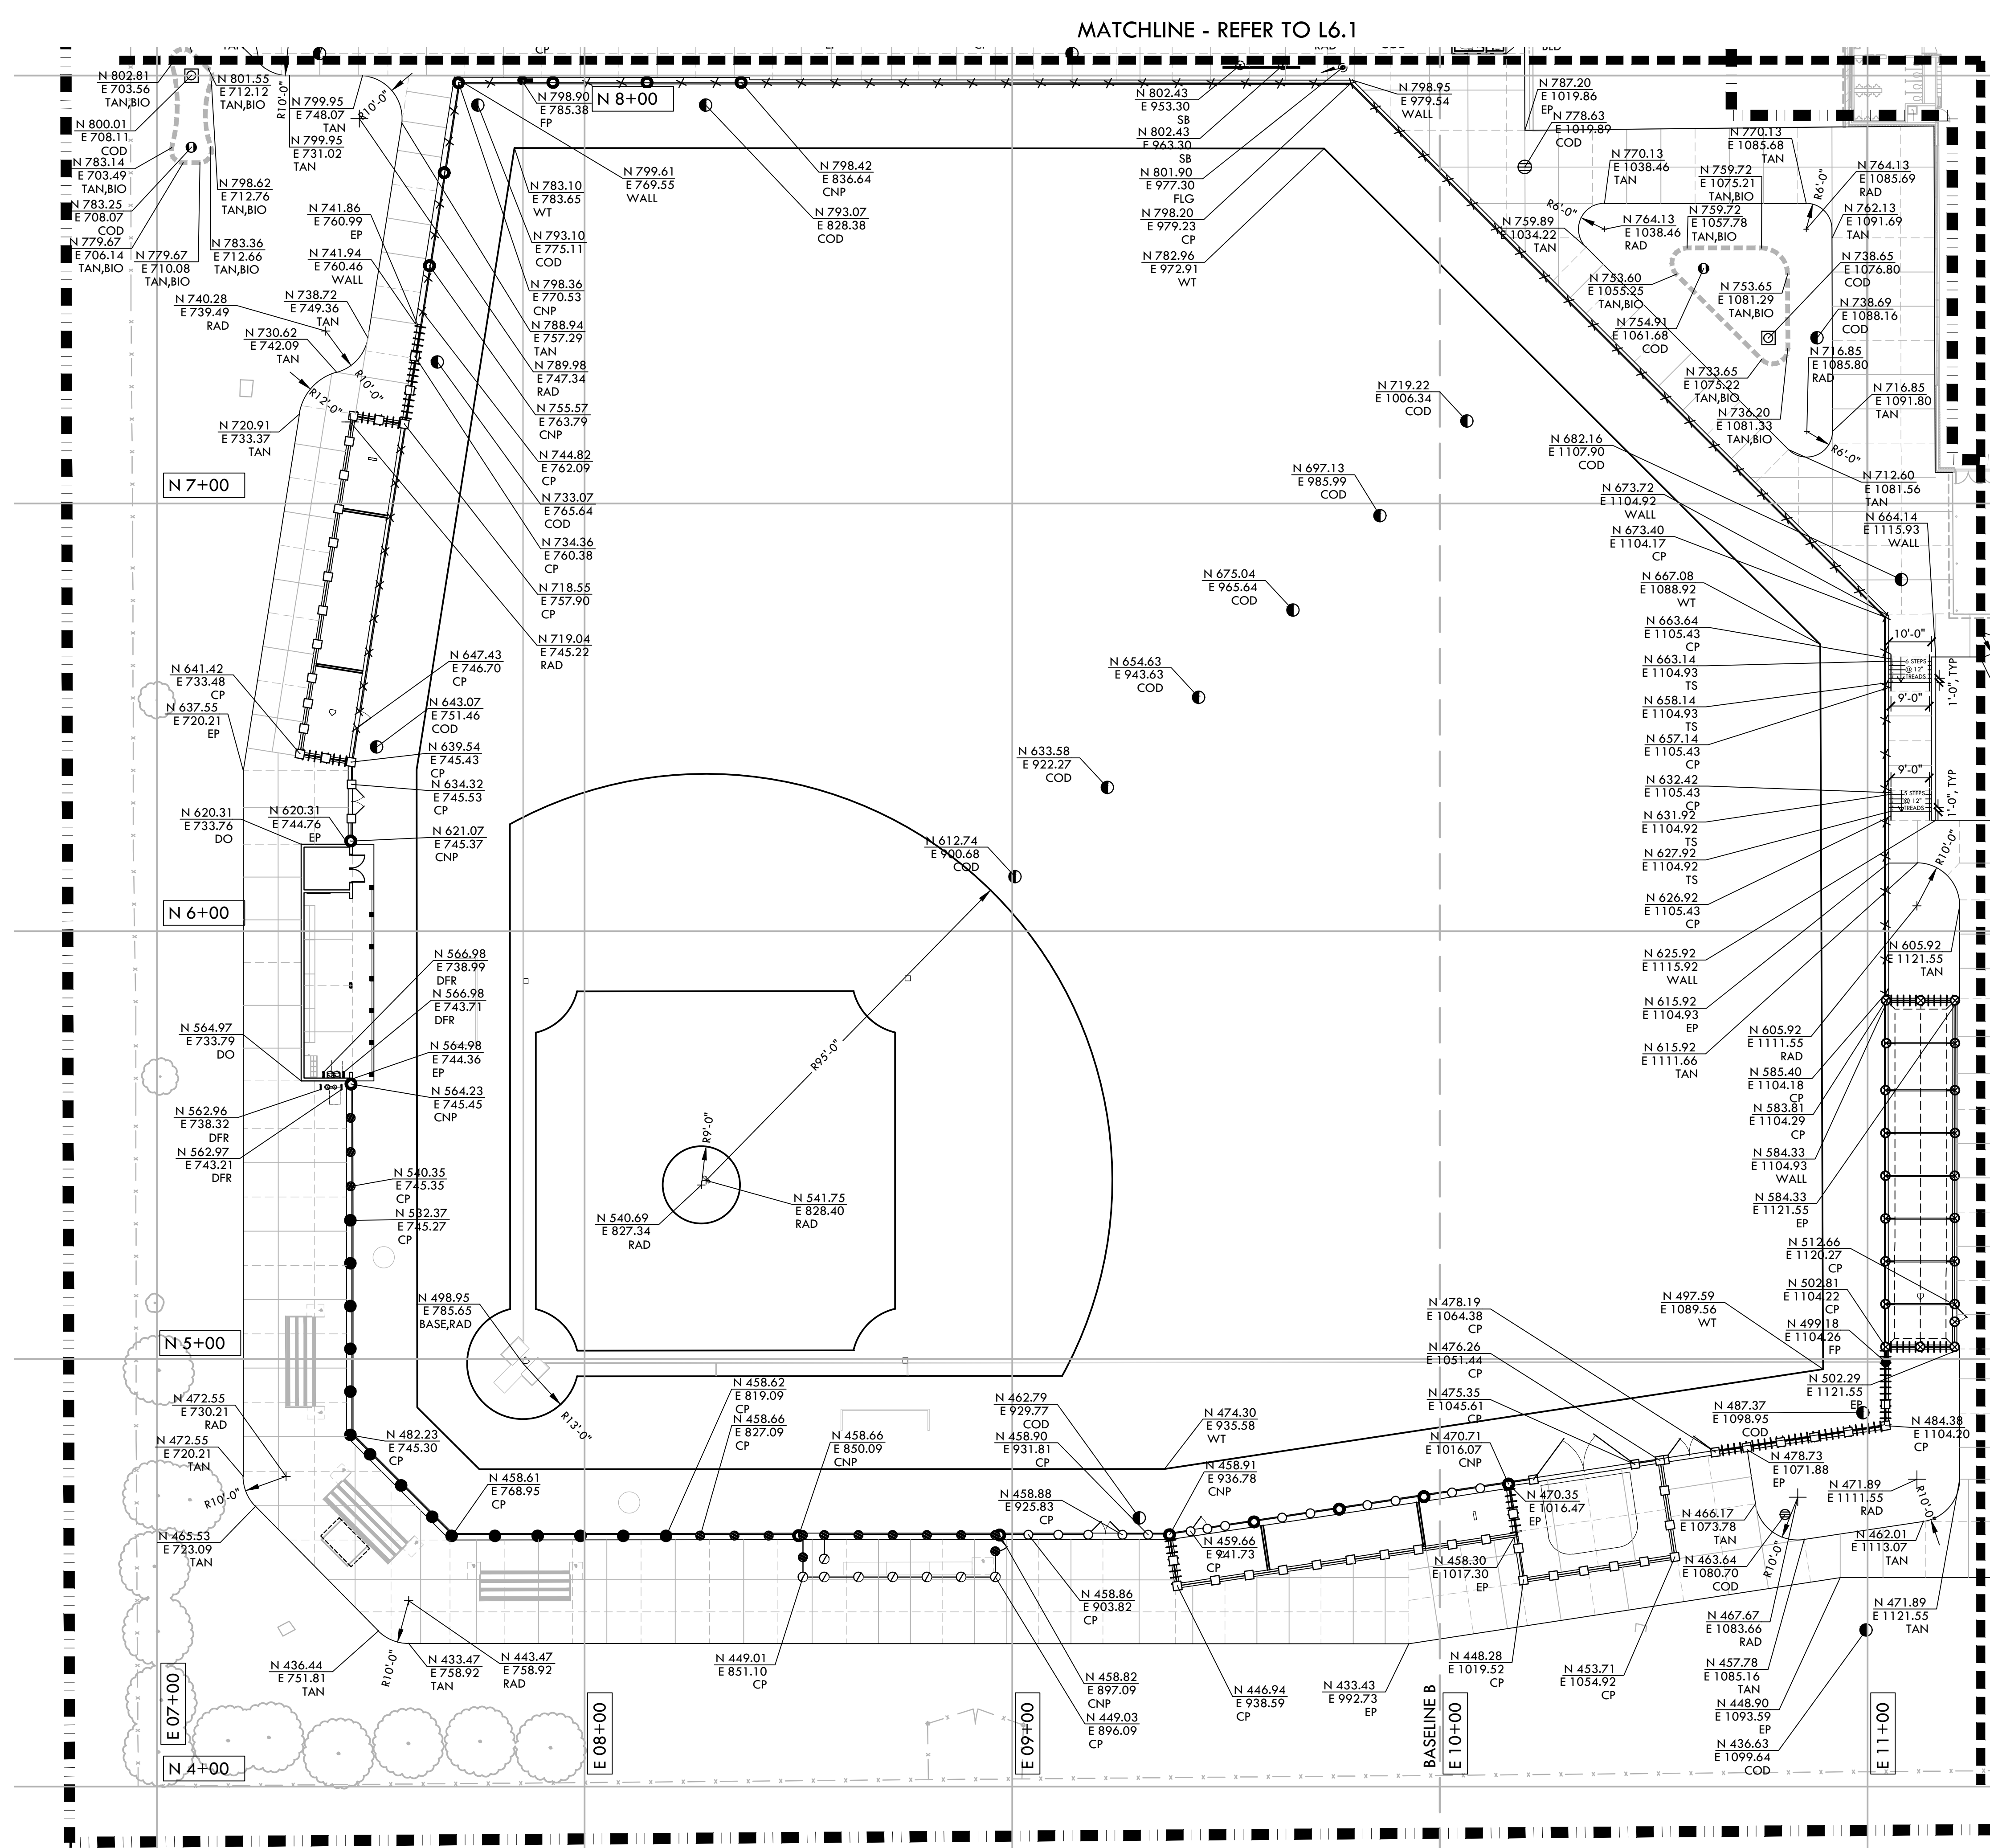 MATCHLINE - REFER TO L6.1
N 802.81
E 703.56
TAN,BIO
N 801.55
E 712.12
TAN,BIO
R10'-0"
N 799.95
E 748.07
TAN
R10'-0"
N 799.95
E 731.02
TAN
N 800.01
E 708.11
COD
N 783.14
E 703.49
TAN,BIO
N 783.25
E 708.07
COD
N 779.67
E 706.14
TAN,BIO
N 779.67
E 710.08
TAN,BIO
N 798.62
E 712.76
TAN,BIO
N 783.36
E 712.66
TAN,BIO
N 741.86
E 760.99
EP
N 741.94
E 760.46
WALL
N 740.28
E 739.49
RAD
N 738.72
E 749.36
TAN
N 730.62
E 742.09
TAN
R10'-0"
R12'-0"
N 720.91
E 733.37
TAN
N 7+00
N 798.90
E 785.38
FP
N 8+00
N 799.61
E 769.55
WALL
N 798.42
E 836.64
CNP
N 793.07
E 828.38
COD
N 783.10
E 783.65
WT
N 793.10
E 775.11
COD
N 798.36
E 770.53
CNP
N 788.94
E 757.29
TAN
N 789.98
E 747.34
RAD
N 755.57
E 763.79
CNP
N 744.82
E 762.09
CP
N 733.07
E 765.64
COD
N 734.36
E 760.38
CP
N 718.55
E 757.90
CP
N 719.04
E 745.22
RAD
N 802.43
E 953.30
SB
N 802.43
E 963.30
SB
N 801.90
E 977.30
FLG
N 798.20
E 979.23
CP
N 782.96
E 972.91
WT
N 798.95
E 979.54
WALL
N 787.20
E 1019.86
EP
N 778.63
E 1019.89
COD
N 770.13
E 1038.46
TAN
N 770.13
E 1085.68
TAN
N 764.13
E 1085.69
RAD
R6'-0"
N 759.72
E 1075.21
TAN,BIO
N 759.72
E 1057.78
TAN,BIO
N 762.13
E 1091.69
TAN
R6'-0"
N 764.13
E 1038.46
RAD
N 759.89
E 1034.22
TAN
N 738.65
E 1076.80
COD
N 753.60
E 1055.25
TAN,BIO
N 753.65
E 1081.29
TAN,BIO
N 738.69
E 1088.16
COD
N 754.91
E 1061.68
COD
N 716.85
E 1085.80
RAD
N 733.65
E 1075.22
TAN,BIO
N 716.85
E 1091.80
TAN
N 736.20
E 1081.33
TAN,BIO
R6'-0"
N 712.60
E 1081.56
TAN
N 664.14
E 1115.93
WALL
N 719.22
E 1006.34
COD
N 697.13
E 985.99
COD
N 675.04
E 965.64
COD
N 654.63
E 943.63
COD
N 633.58
E 922.27
COD
N 612.74
E 900.68
COD
N 682.16
E 1107.90
COD
N 673.72
E 1104.92
WALL
N 673.40
E 1104.17
CP
N 667.08
E 1088.92
WT
N 663.64
E 1105.43
CP
N 663.14
E 1104.93
TS
N 658.14
E 1104.93
TS
N 657.14
E 1105.43
CP
N 632.42
E 1105.43
CP
N 631.92
E 1104.92
TS
N 627.92
E 1104.92
TS
N 626.92
E 1105.43
CP
N 625.92
E 1115.92
WALL
N 615.92
E 1104.93
EP
N 615.92
E 1111.66
TAN
10'-0"
6 STEPS
@ 12"
TREADS
1'-0", TYP
9'-0"
9'-0"
5 STEPS
@ 12"
TREADS
1'-0", TYP
R10'-0"
N 605.92
E 1121.55
TAN
N 605.92
E 1111.55
RAD
N 585.40
E 1104.18
CP
N 583.81
E 1104.29
CP
N 584.33
E 1104.93
WALL
N 584.33
E 1121.55
EP
N 512.66
E 1120.27
CP
N 502.81
E 1104.22
CP
N 499.18
E 1104.26
FP
N 502.29
E 1121.55
EP
N 497.59
E 1089.56
WT
N 641.42
E 733.48
CP
N 637.55
E 720.21
EP
N 647.43
E 746.70
CP
N 643.07
E 751.46
COD
N 639.54
E 745.43
CP
N 634.32
E 745.53
CP
N 620.31
E 733.76
DO
N 620.31
E 744.76
EP
N 621.07
E 745.37
CNP
N 6+00
N 566.98
E 738.99
DFR
N 566.98
E 743.71
DFR
N 564.97
E 733.79
DO
N 564.98
E 744.36
EP
N 564.23
E 745.45
CNP
N 562.96
E 738.32
DFR
N 562.97
E 743.21
DFR
N 540.35
E 745.35
CP
N 532.37
E 745.27
CP
R95'-0"
R9'-0"
N 540.69
E 827.34
RAD
N 541.75
E 828.40
RAD
N 498.95
E 785.65
BASE,RAD
N 5+00
R13'-0"
N 472.55
E 730.21
RAD
N 472.55
E 720.21
TAN
R10'-0"
N 465.53
E 723.09
TAN
N 482.23
E 745.30
CP
N 458.61
E 768.95
CP
N 458.62
E 819.09
CP
N 458.66
E 827.09
CP
N 458.66
E 850.09
CNP
N 462.79
E 929.77
COD
N 458.90
E 931.81
CP
N 458.88
E 925.83
CP
N 474.30
E 935.58
WT
N 458.91
E 936.78
CNP
N 459.66
E 941.73
CP
N 478.19
E 1064.38
CP
N 476.26
E 1051.44
CP
N 475.35
E 1045.61
CP
N 470.71
E 1016.07
CNP
N 470.35
E 1016.47
EP
N 458.30
E 1017.30
EP
N 487.37
E 1098.95
COD
N 484.38
E 1104.20
CP
N 478.73
E 1071.88
EP
N 471.89
E 1111.55
RAD
R10'-0"
N 466.17
E 1073.78
TAN
N 462.01
E 1113.07
TAN
N 463.64
E 1080.70
COD
R10'-0"
N 467.67
E 1083.66
RAD
N 471.89
E 1121.55
TAN
N 457.78
E 1085.16
TAN
N 448.90
E 1093.59
EP
N 436.63
E 1099.64
COD
N 436.44
E 751.81
TAN
R10'-0"
N 433.47
E 758.92
TAN
N 443.47
E 758.92
RAD
N 449.01
E 851.10
CP
N 458.86
E 903.82
CP
N 458.82
E 897.09
CNP
N 449.03
E 896.09
CP
N 446.94
E 938.59
CP
N 433.43
E 992.73
EP
N 448.28
E 1019.52
CP
N 453.71
E 1054.92
CP
E 07+00
E 08+00
E 09+00
BASELINE B
E 10+00
E 11+00
N 4+00